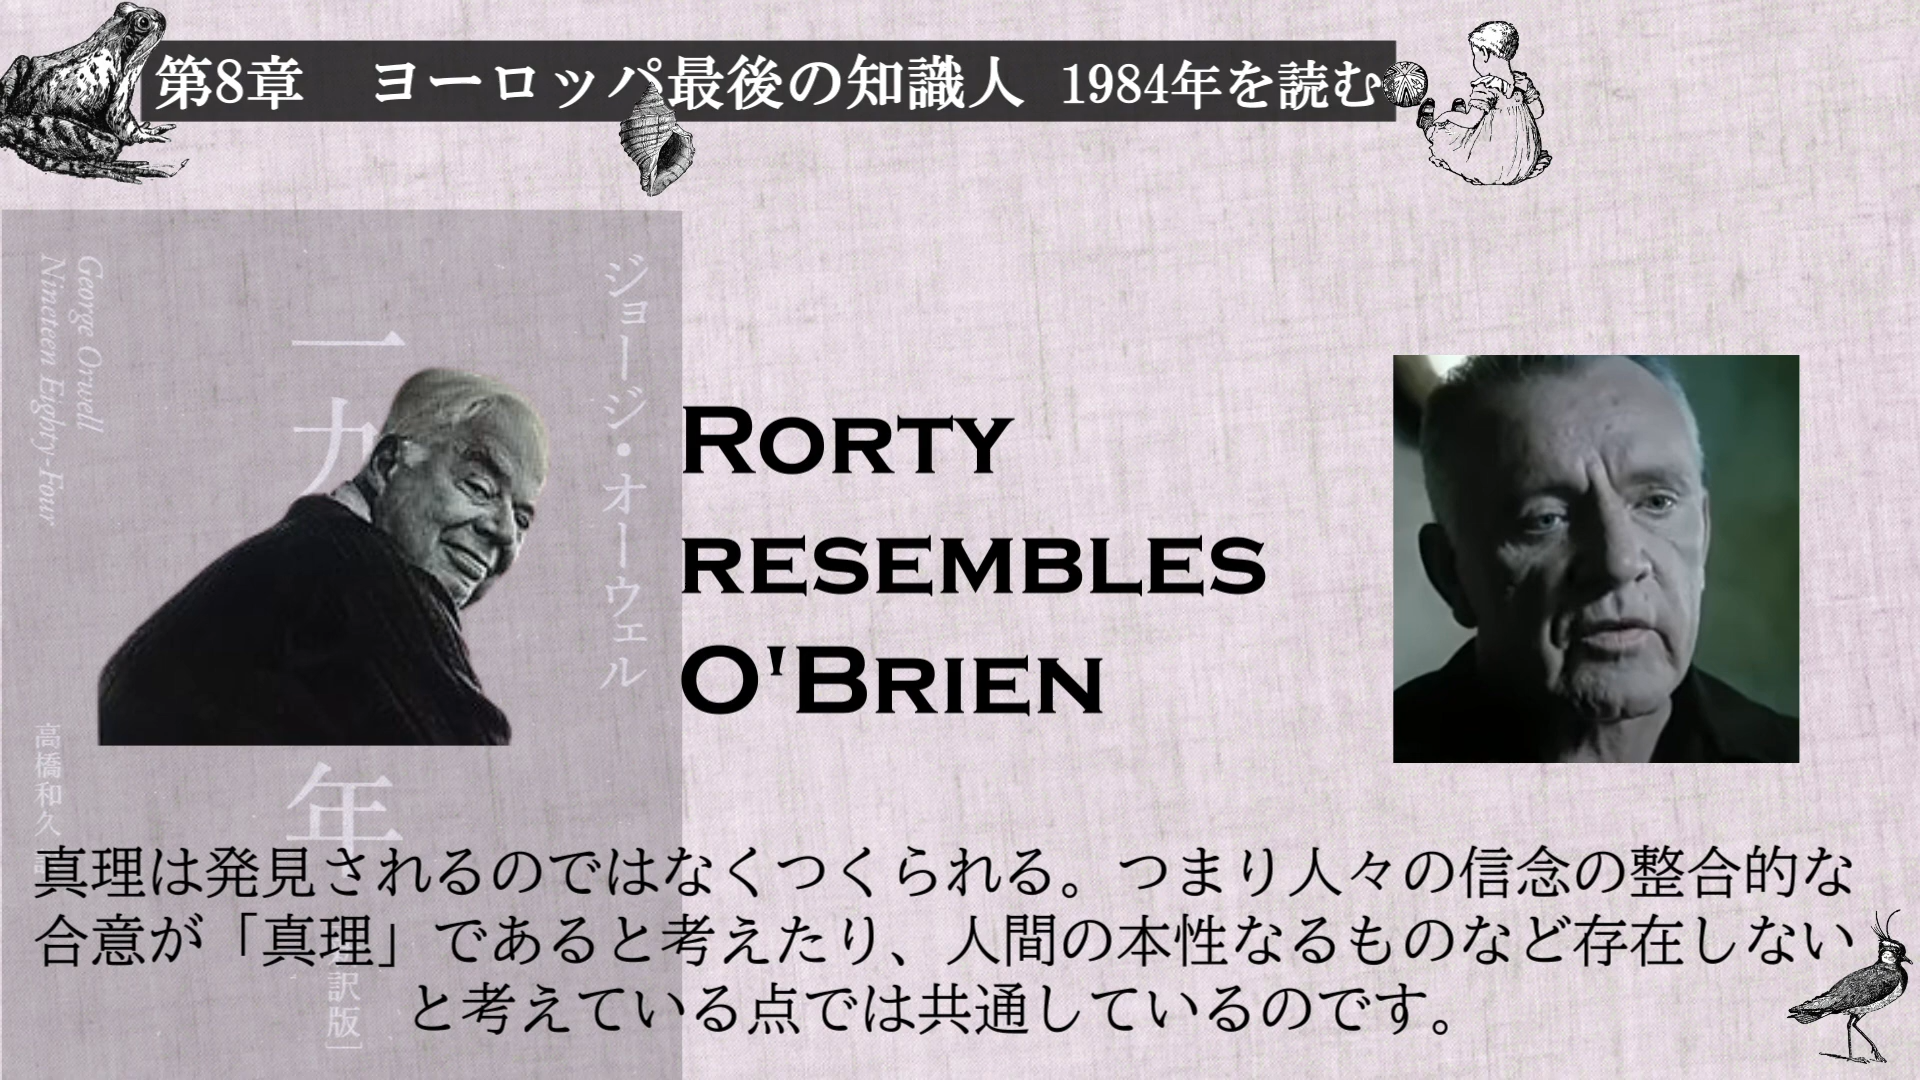 第8章　ヨーロッパ最後の知識人 1984年を読む
George Orwell
Nineteen Eighty-Four
ジョージ・オーウェル
一九
年
高橋和久
訳版]
RORTY
RESEMBLES
O'BRIEN
真理は発見されるのではなくつくられる。つまり人々の信念の整合的な
合意が「真理」であると考えたり、人間の本性なるものなど存在しない
と考えている点では共通しているのです。